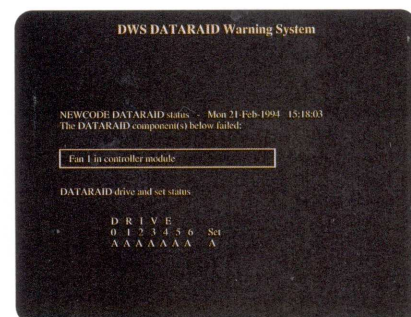 DWS DATARAID Warning System
NEWCODE DATARAID status - Mon 21-Feb-1994 15:18:03
The DATARAID component(s) below failed:
Fan 1 in controller module
DATARAID drive and set status
D R I V E
0 1 2 3 4 5 6 Set
A A A A A A A A